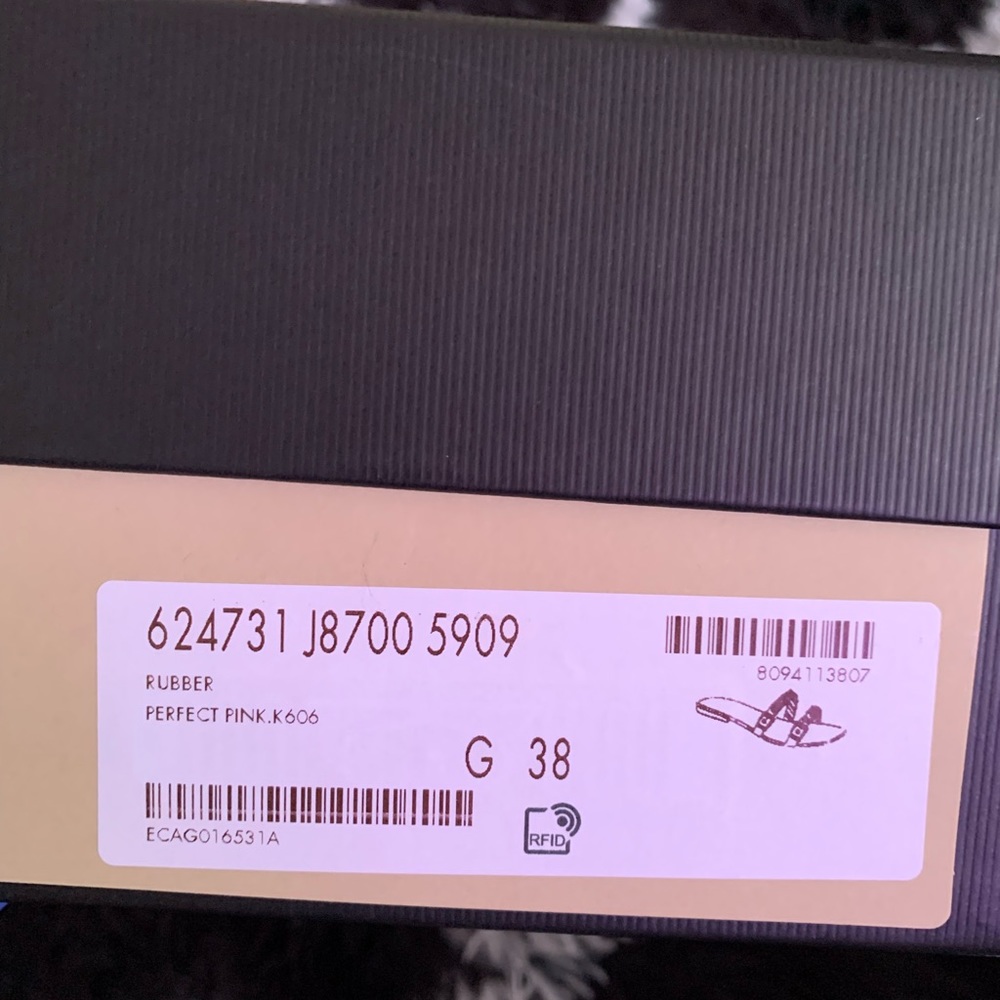 624731 J8700 5909
8094113807
RUBBER
PERFECT PINK.K606
G 38
ECAG016531A
RFID